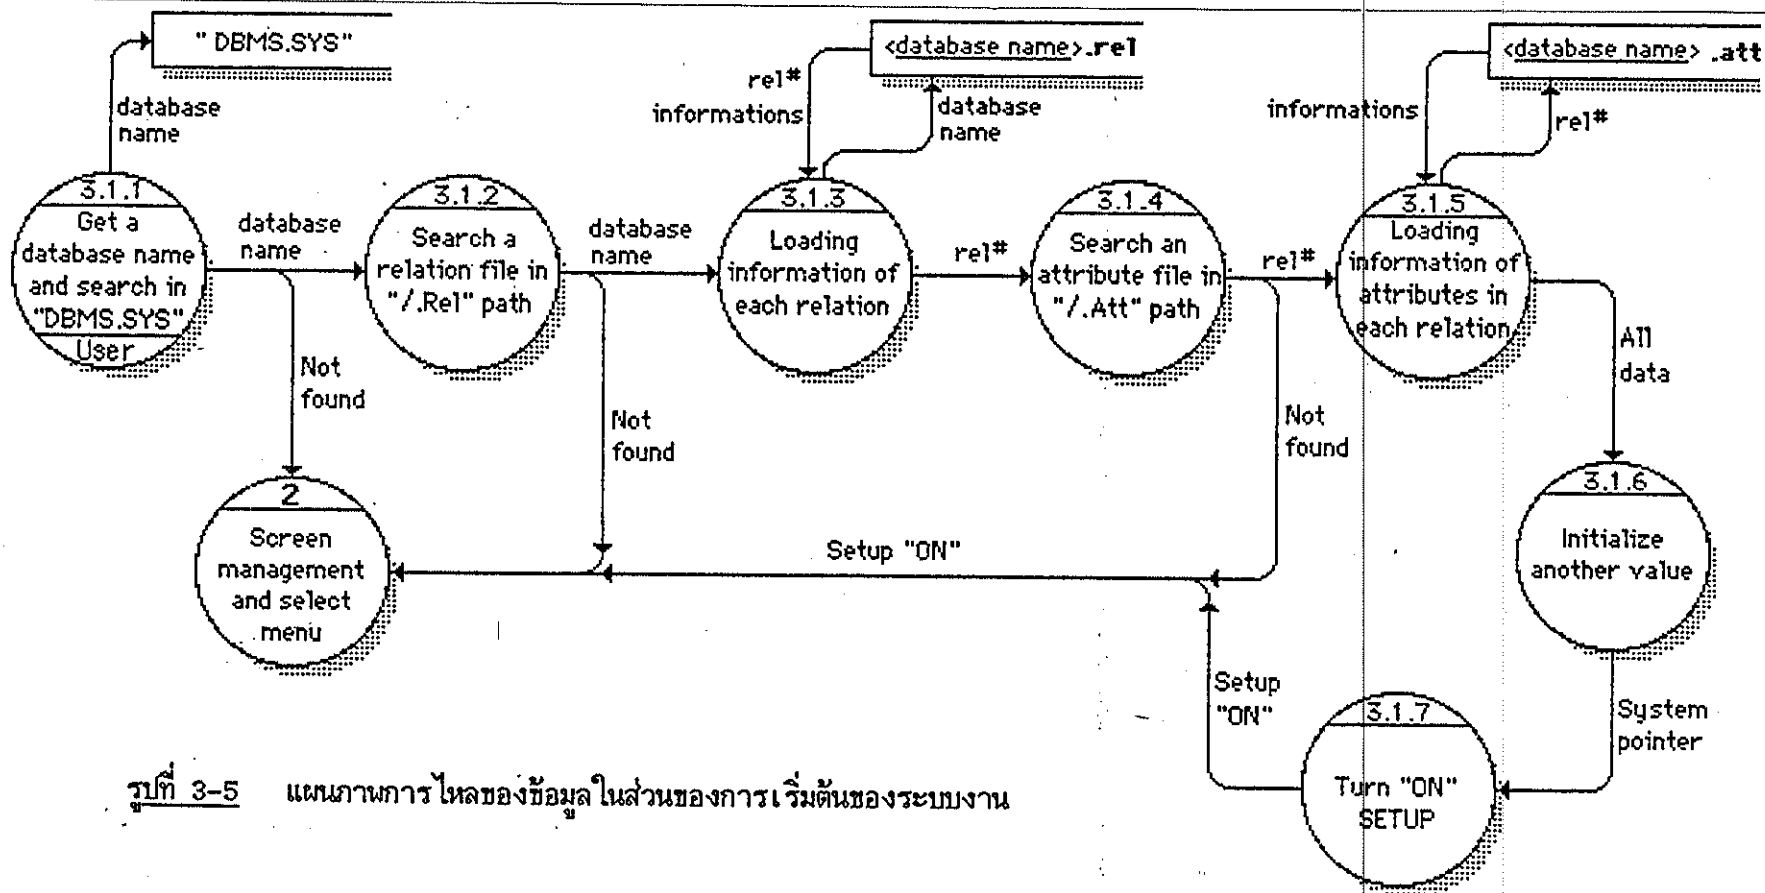 " DBMS.SYS"
<database name>.rel
<database name> .att
database
name
rel#
informations
database
name
informations
rel#
3.1.1
Get a
database name
and search in
"DBMS.SYS"
User
database
name
3.1.2
Search a
relation file in
"/.Rel" path
database
name
3.1.3
Loading
information of
each relation
rel#
3.1.4
Search an
attribute file in
"/.Att" path
rel#
3.1.5
Loading
information of
attributes in
each relation
All
data
Not
found
Not
found
Not
found
2
Screen
management
and select
menu
Setup "ON"
3.1.6
Initialize
another value
Setup
"ON"
3.1.7
Turn "ON"
SETUP
System
pointer
รูปที่ 3-5 แผนภาพการไหลของข้อมูลในส่วนของการเริ่มต้นของระบบงาน